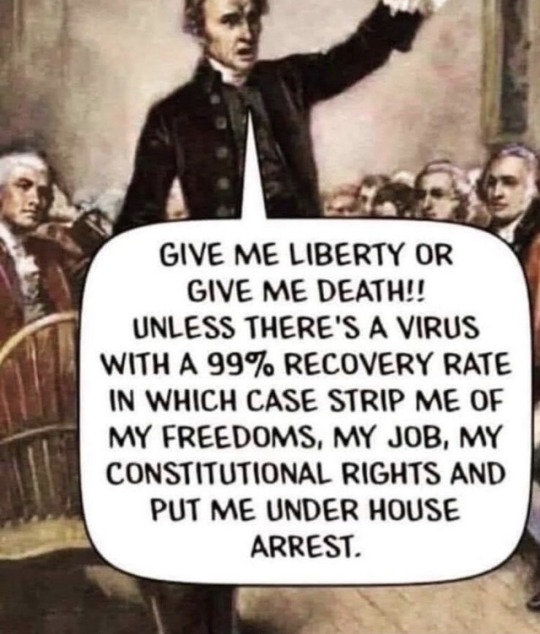 GIVE ME LIBERTY OR
GIVE ME DEATH!!
UNLESS THERE'S A VIRUS
WITH A 99% RECOVERY RATE
IN WHICH CASE STRIP ME OF
MY FREEDOMS, MY JOB, MY
CONSTITUTIONAL RIGHTS AND
PUT ME UNDER HOUSE
ARREST.